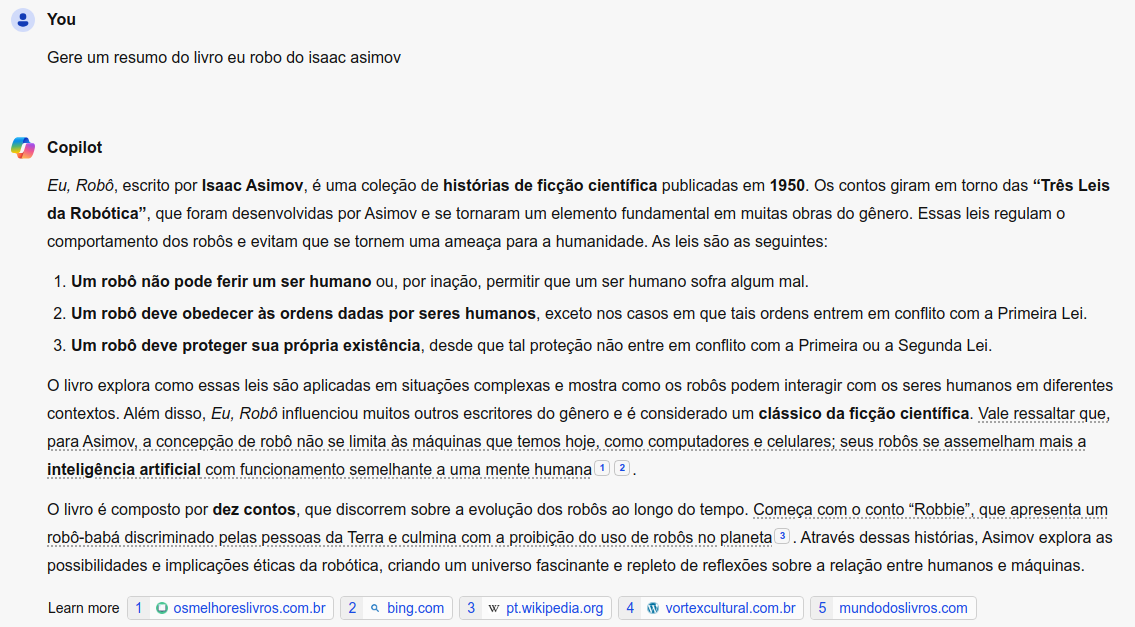 You
Gere um resumo do livro eu robo do isaac asimov
Copilot
Eu, Robô, escrito por Isaac Asimov, é uma coleção de histórias de ficção científica publicadas em 1950. Os contos giram em torno das “Três Leis
da Robótica”, que foram desenvolvidas por Asimov e se tornaram um elemento fundamental em muitas obras do gênero. Essas leis regulam o
comportamento dos robôs e evitam que se tornem uma ameaça para a humanidade. As leis são as seguintes:
1. Um robô não pode ferir um ser humano ou, por inação, permitir que um ser humano sofra algum mal.
2. Um robô deve obedecer às ordens dadas por seres humanos, exceto nos casos em que tais ordens entrem em conflito com a Primeira Lei.
3. Um robô deve proteger sua própria existência, desde que tal proteção não entre em conflito com a Primeira ou a Segunda Lei.
O livro explora como essas leis são aplicadas em situações complexas e mostra como os robôs podem interagir com os seres humanos em diferentes
contextos. Além disso, Eu, Robô influenciou muitos outros escritores do gênero e é considerado um clássico da ficção científica. Vale ressaltar que,
para Asimov, a concepção de robô não se limita às máquinas que temos hoje, como computadores e celulares; seus robôs se assemelham mais a
inteligência artificial com funcionamento semelhante a uma mente humana 1 2 .
O livro é composto por dez contos, que discorrem sobre a evolução dos robôs ao longo do tempo. Começa com o conto “Robbie”, que apresenta um
robô-babá discriminado pelas pessoas da Terra e culmina com a proibição do uso de robôs no planeta 3 . Através dessas histórias, Asimov explora as
possibilidades e implicações éticas da robótica, criando um universo fascinante e repleto de reflexões sobre a relação entre humanos e máquinas.
Learn more 1 osmelhoreslivros.com.br 2 bing.com 3 W pt.wikipedia.org 4 vortexcultural.com.br 5 mundodoslivros.com